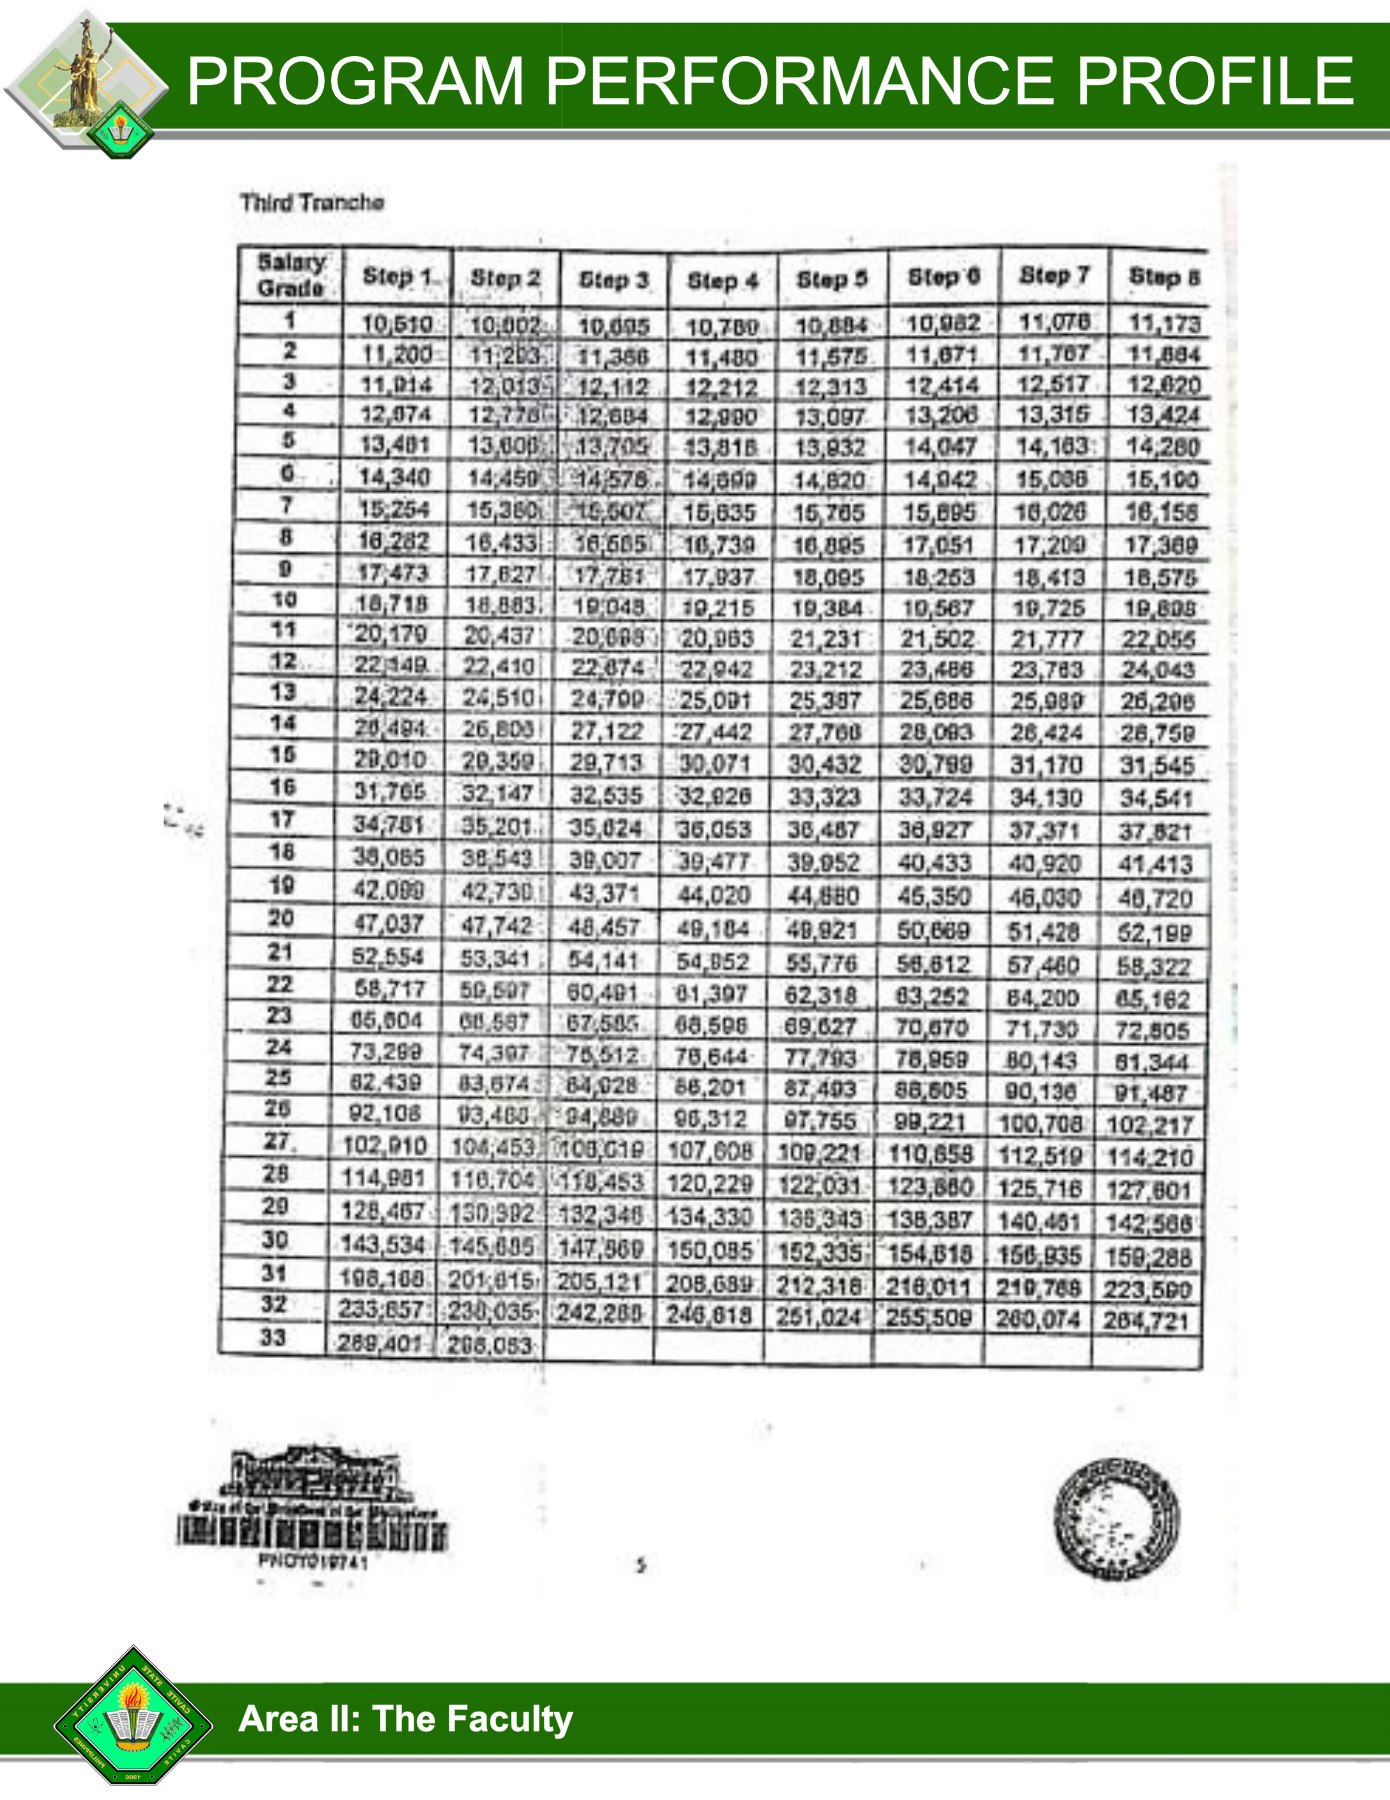 PROGRAM PERFORMANCE PROFILE
Third Tranche
Salary Grade Step 1 Step 2 Step 3 Step 4 Step 5 Step 6 Step 7 Step 8
1 10,510 10,602 10,695 10,789 10,884 10,982 11,076 11,173
2 11,200 11,293 11,386 11,480 11,575 11,671 11,767 11,864
3 11,914 12,013 12,112 12,212 12,313 12,414 12,517 12,620
4 12,674 12,778 12,884 12,990 13,097 13,206 13,315 13,424
5 13,481 13,606 13,705 13,818 13,932 14,047 14,163 14,280
6 14,340 14,459 14,578 14,699 14,820 14,942 15,066 15,190
7 15,254 15,380 15,507 15,635 15,765 15,895 16,026 16,158
8 16,282 16,433 16,585 16,739 16,895 17,051 17,209 17,369
9 17,473 17,627 17,781 17,937 18,095 18,253 18,413 18,575
10 18,718 18,883 19,048 19,215 19,384 19,567 19,725 19,898
11 20,179 20,437 20,698 20,963 21,231 21,502 21,777 22,055
12 22,149 22,410 22,674 22,942 23,212 23,486 23,763 24,043
13 24,224 24,510 24,799 25,091 25,387 25,686 25,989 26,296
14 26,494 26,806 27,122 27,442 27,766 28,093 28,424 28,759
15 29,010 29,359 29,713 30,071 30,432 30,799 31,170 31,545
16 31,765 32,147 32,535 32,926 33,323 33,724 34,130 34,541
17 34,781 35,201 35,624 36,053 36,487 36,927 37,371 37,821
18 38,085 38,543 39,007 39,477 39,952 40,433 40,920 41,413
19 42,099 42,730 43,371 44,020 44,680 45,350 46,030 46,720
20 47,037 47,742 48,457 49,184 49,921 50,669 51,428 52,199
21 52,554 53,341 54,141 54,952 55,776 56,612 57,460 58,322
22 58,717 59,597 60,491 61,397 62,318 63,252 64,200 65,162
23 65,604 66,587 67,585 68,598 69,627 70,670 71,730 72,805
24 73,299 74,397 75,512 76,644 77,793 78,959 80,143 81,344
25 82,439 83,674 84,928 86,201 87,493 88,805 90,136 91,487
26 92,108 93,488 94,889 96,312 97,755 99,221 100,708 102,217
27 102,910 104,453 106,019 107,608 109,221 110,858 112,519 114,210
28 114,981 116,704 118,453 120,229 122,031 123,860 125,716 127,601
29 128,467 130,392 132,346 134,330 136,343 138,387 140,461 142,566
30 143,534 145,685 147,869 150,085 152,335 154,618 156,935 159,288
31 198,168 201,615 205,121 208,689 212,318 216,011 219,768 223,590
32 233,857 238,035 242,288 246,618 251,024 255,509 260,074 264,721
33 289,401 298,083
Office of the President of the Philippines
PNOY019741
5
Area II: The Faculty
CAVITE STATE UNIVERSITY
CAVITE
PHILIPPINES
1906